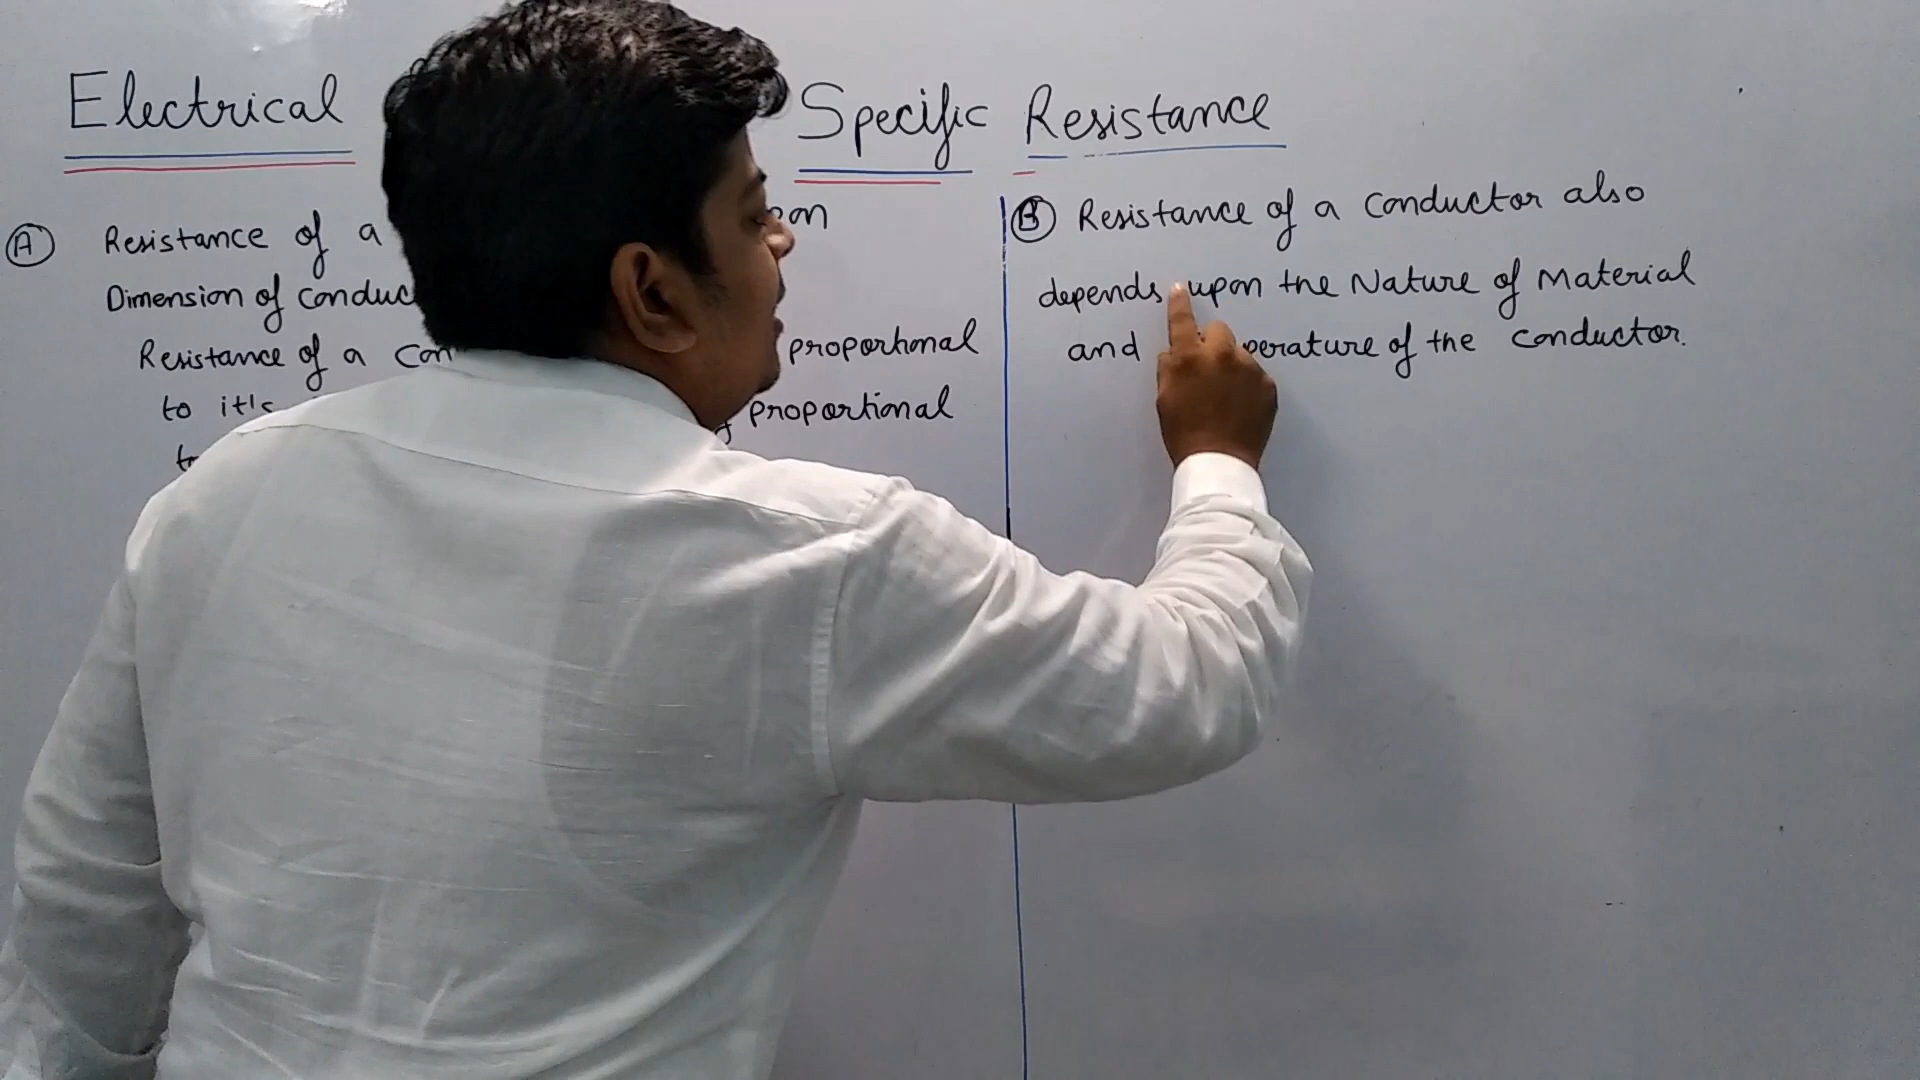 Electrical Specific Resistance
A Resistance of a pon
Dimension of conduc
Resistance of a con proportional
to it's proportional
B Resistance of a conductor also
depends upon the Nature of Material
and perature of the conductor.